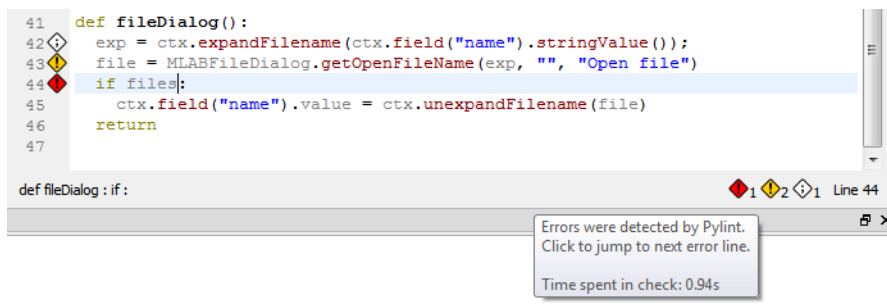 41 def fileDialog():
42 exp = ctx.expandFilename(ctx.field("name").stringValue());
43 file = MLABFileDialog.getOpenFileName(exp, "", "Open file")
44 if files:
45 ctx.field("name").value = ctx.unexpandFilename(file)
46 return
47
def fileDialog : if : 1 2 1 Line 44
Errors were detected by Pylint.
Click to jump to next error line.
Time spent in check: 0.94s